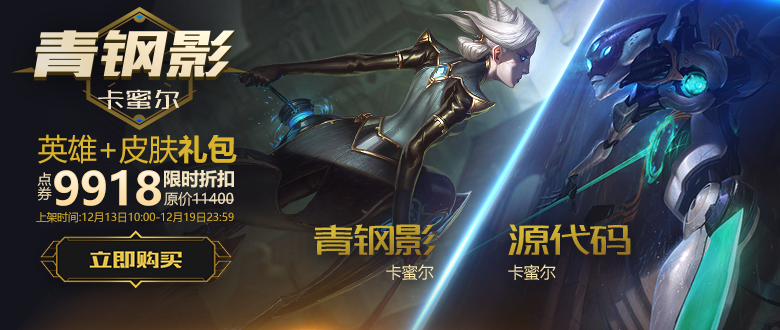 青钢影
卡蜜尔
英雄+皮肤礼包
点券 9918 限时折扣
原价11400
上架时间:12月13日10:00-12月19日23:59
立即购买
青钢影
卡蜜尔
源代码
卡蜜尔